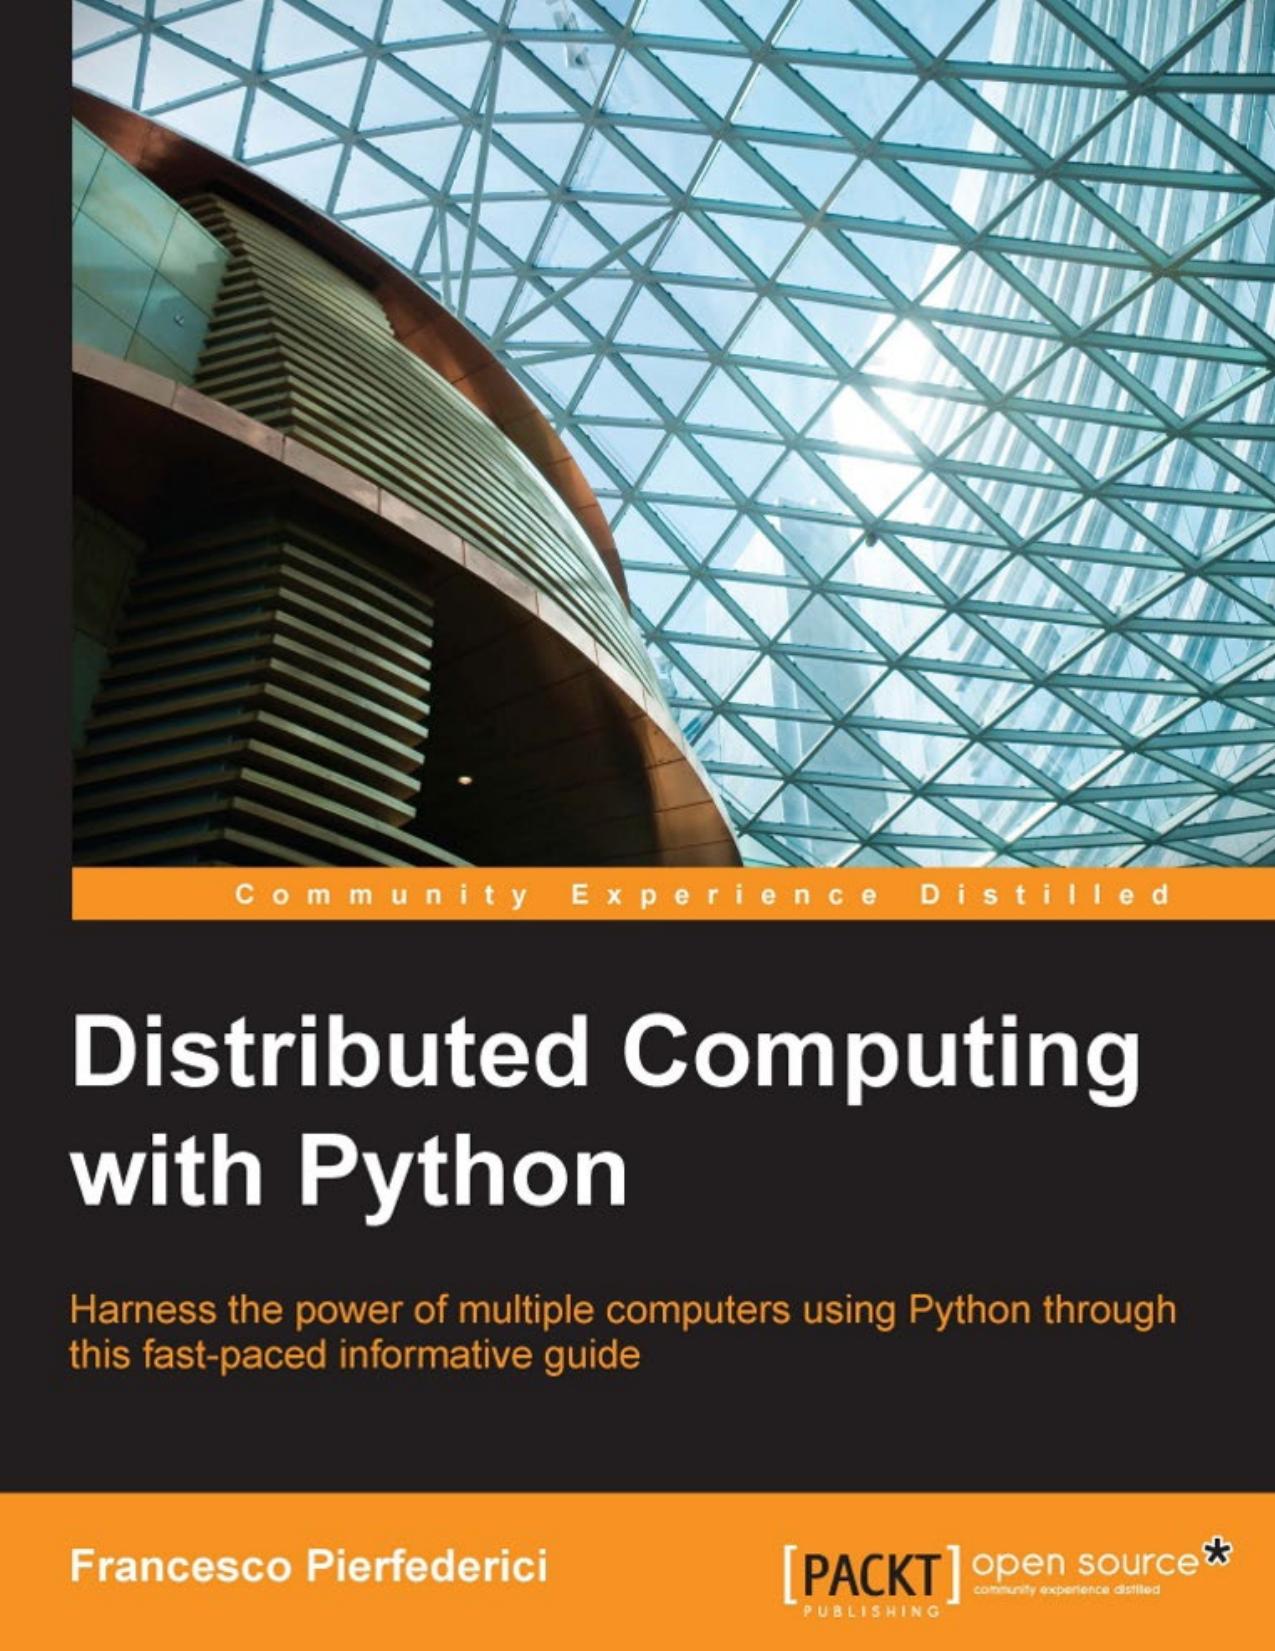 Community Experience Distilled
Distributed Computing
with Python
Harness the power of multiple computers using Python through
this fast-paced informative guide
Francesco Pierfederici
[PACKT] open source*
community experience distilled
PUBLISHING